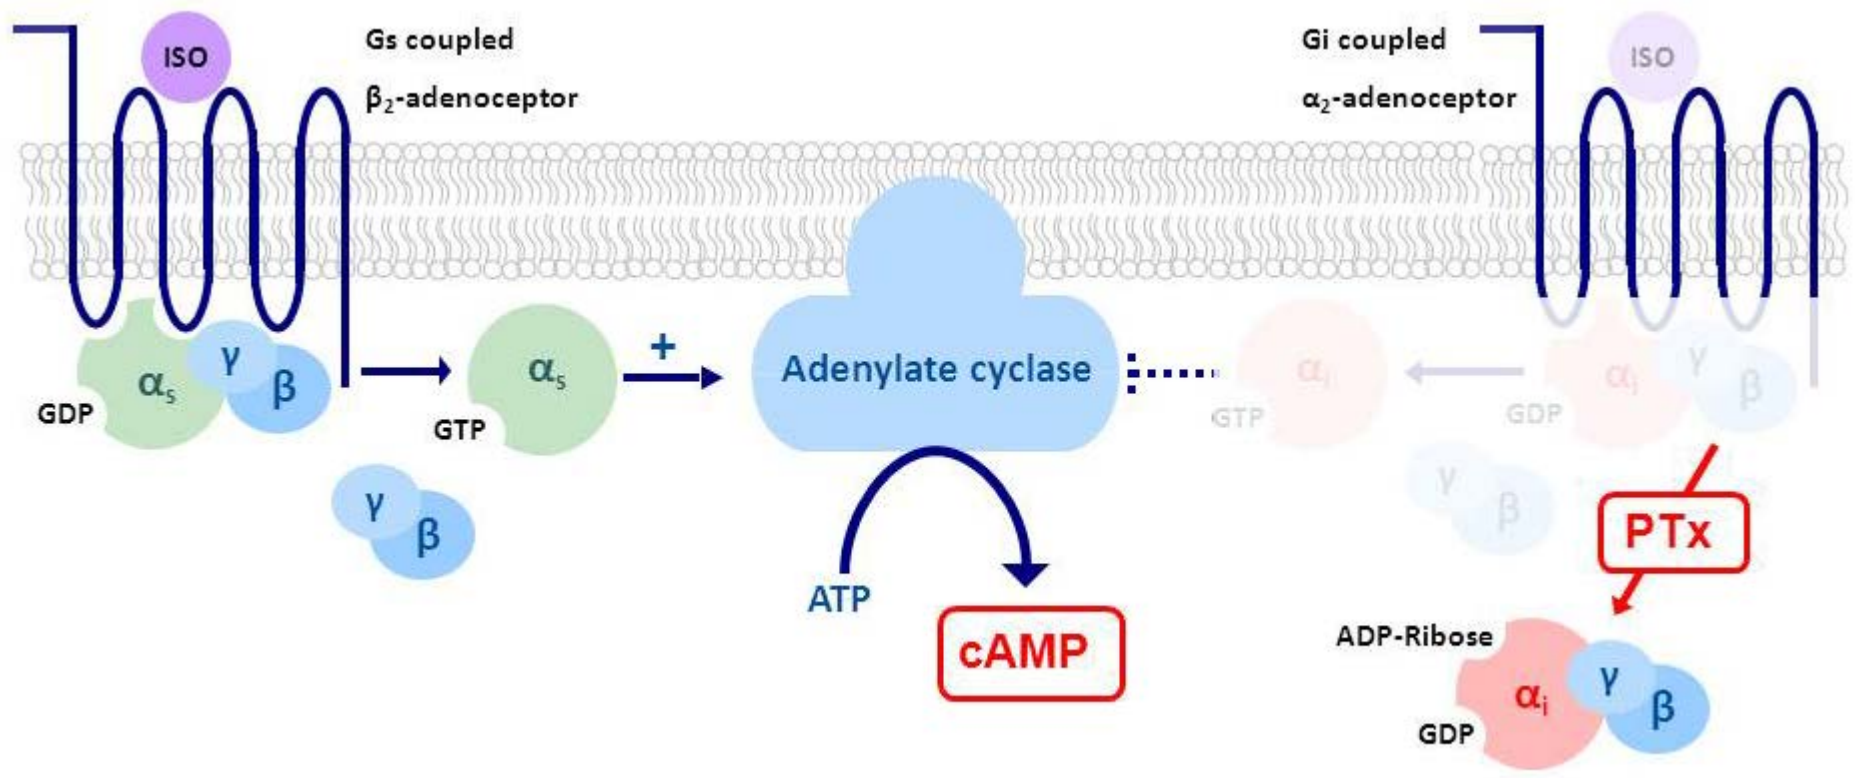 ISO
Gs coupled
β₂-adenoceptor
Gi coupled
α₂-adenoceptor
ISO
αₛ
γ
β
GDP
αₛ
GTP
+
Adenylate cyclase
αᵢ
GTP
αᵢ
γ
β
GDP
γ
β
γ
β
PTx
ATP
cAMP
ADP-Ribose
αᵢ
γ
β
GDP